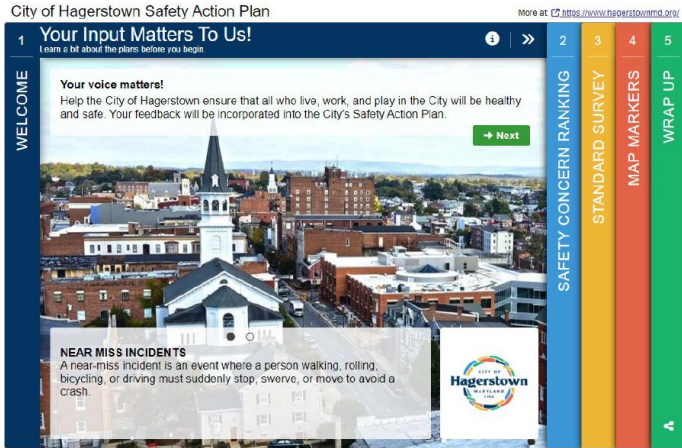 City of Hagerstown Safety Action Plan
More at https://www.hagerstownmd.org/
1
Your Input Matters To Us!
Learn a bit about the plans before you begin.
WELCOME
Your voice matters!
Help the City of Hagerstown ensure that all who live, work, and play in the City will be healthy
and safe. Your feedback will be incorporated into the City's Safety Action Plan.
Next
NEAR MISS INCIDENTS
A near-miss incident is an event where a person walking, rolling,
bicycling, or driving must suddenly stop, swerve, or move to avoid a
crash.
CITY OF
Hagerstown
MARYLAND
1762
2
SAFETY CONCERN RANKING
3
STANDARD SURVEY
4
MAP MARKERS
5
WRAP UP